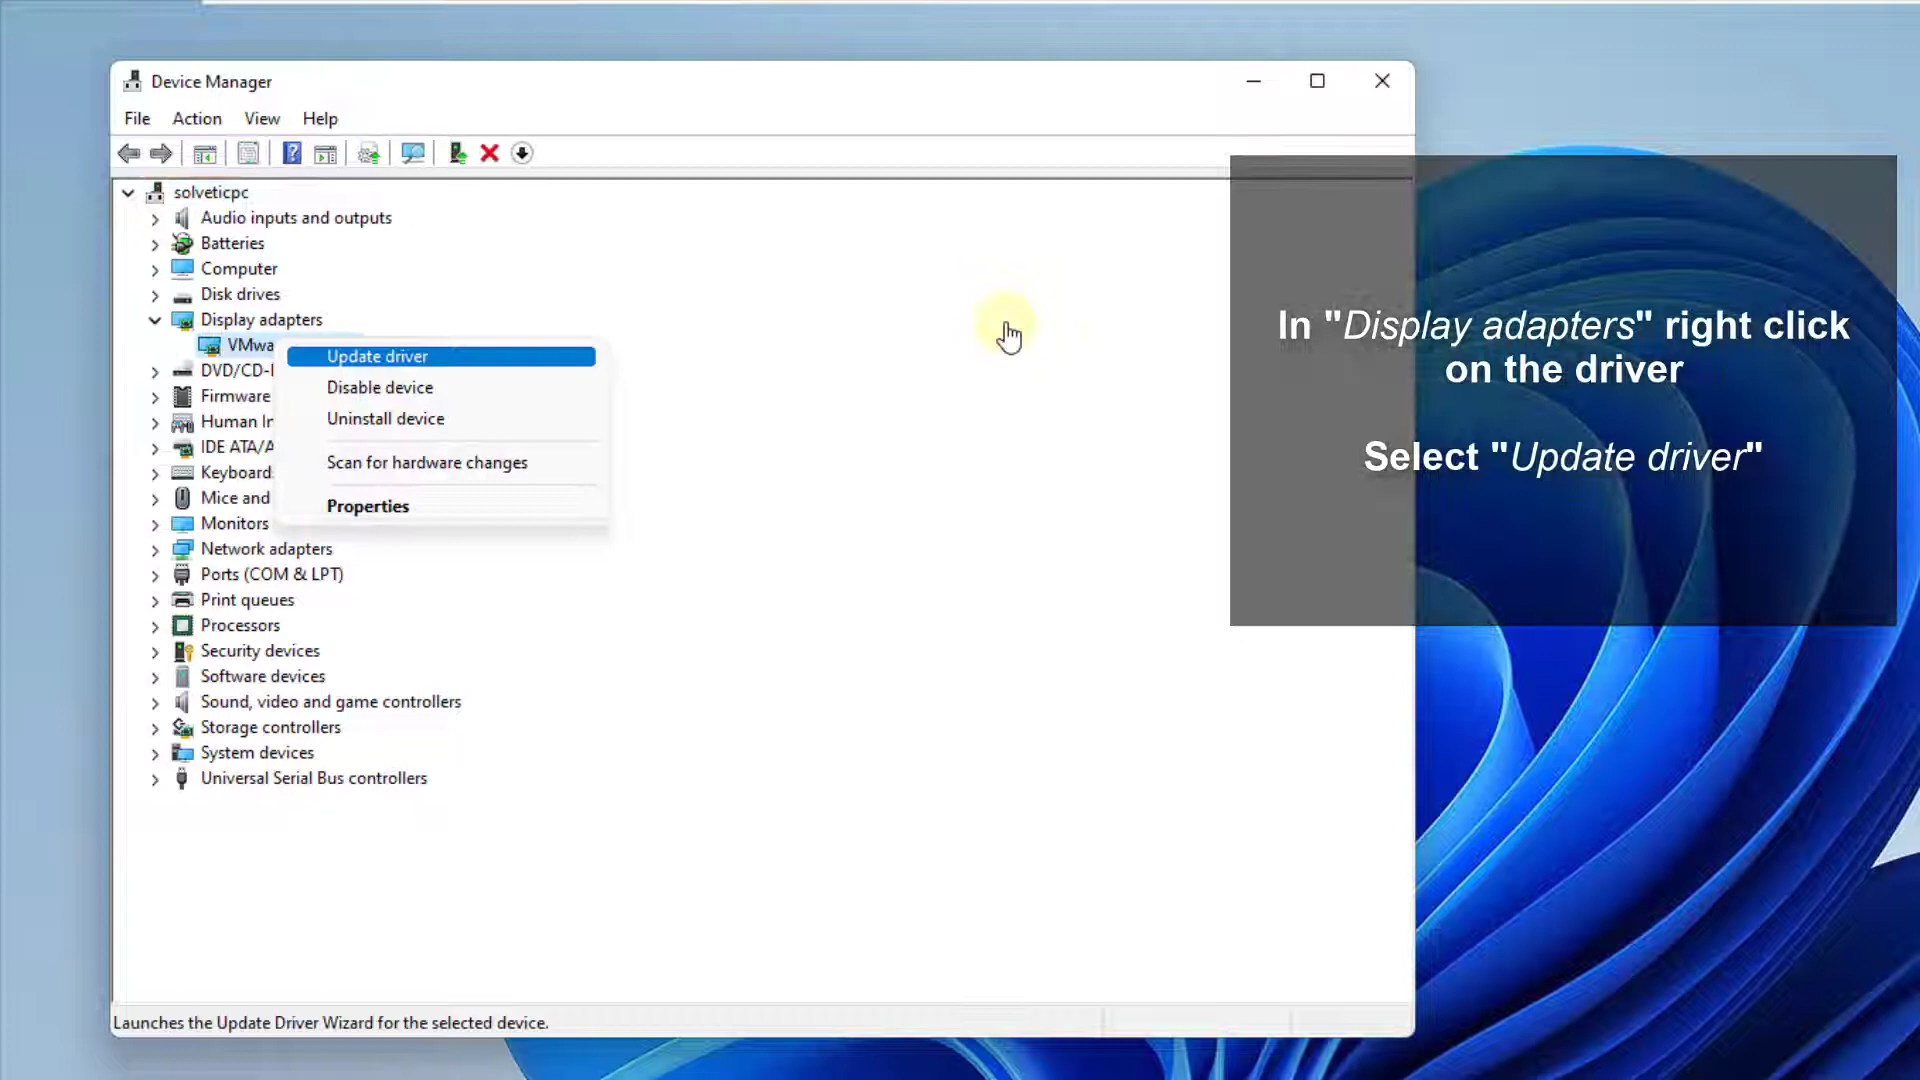 Device Manager
File Action View Help
solveticpc
Audio inputs and outputs
Batteries
Computer
Disk drives
Display adapters
VMwa
Update driver
DVD/CD-
Disable device
Firmware
Uninstall device
Human In
IDE ATA/A
Scan for hardware changes
Keyboard
Mice and
Properties
Monitors
Network adapters
Ports (COM & LPT)
Print queues
Processors
Security devices
Software devices
Sound, video and game controllers
Storage controllers
System devices
Universal Serial Bus controllers
Launches the Update Driver Wizard for the selected device.
In "Display adapters" right click
on the driver
Select "Update driver"